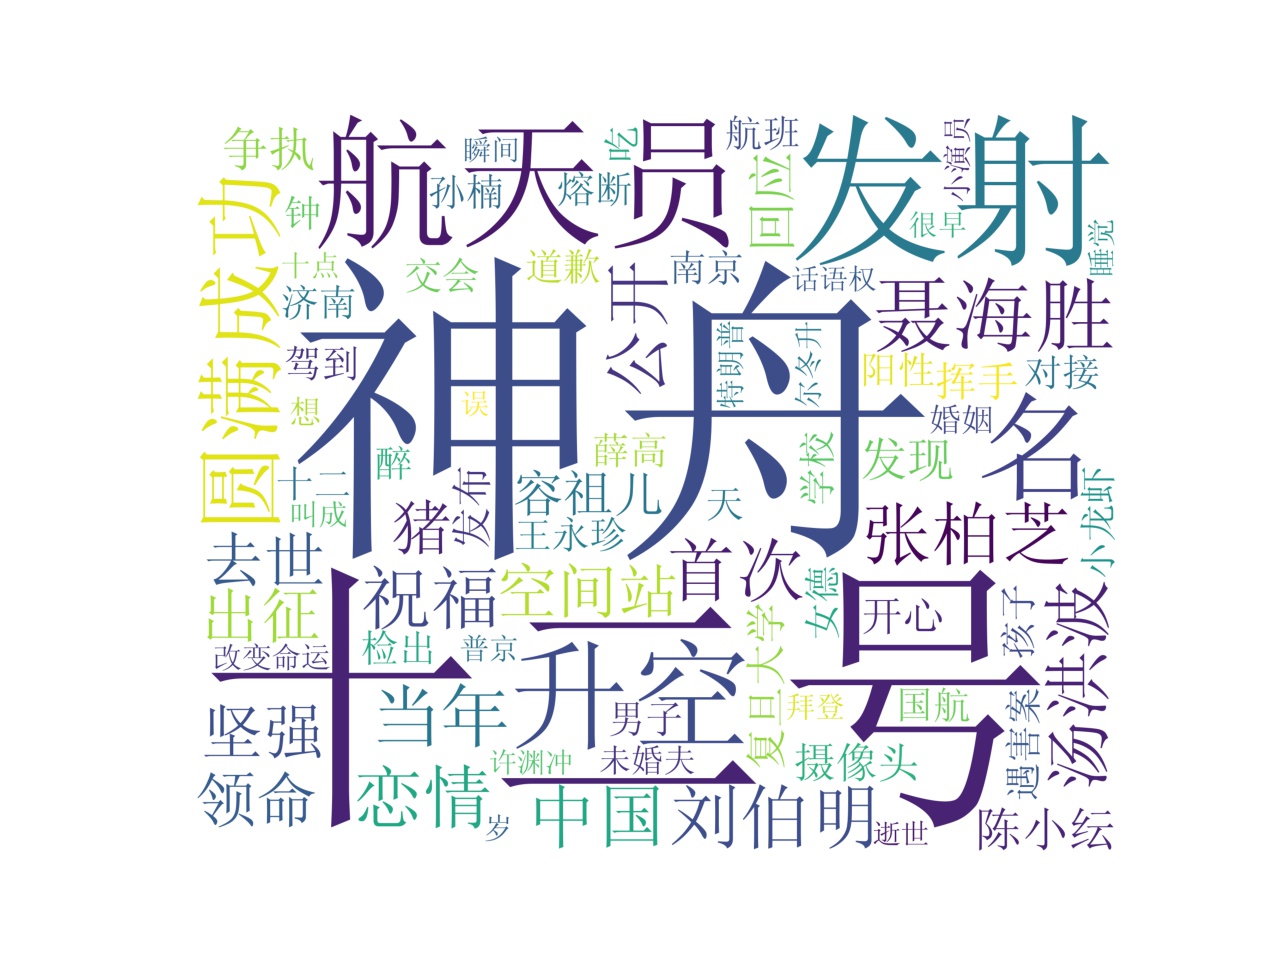 争执
航天员
瞬间
孙楠
熔断
吃
航班
回应
发射
小演员
很早
睡觉
圆满成功
钟
十点
济南
驾到
想
交会
道歉
公开
南京
话语权
聂海胜
神舟
误
特朗普
尔冬升
阳性
挥手
对接
婚姻
名
醉
薛高
学校
发现
十二
叫成
猪
发布
容祖儿
王永珍
天
张柏芝
小龙虾
去世
出征
祝福
空间站
首次
女德
开心
孩子
汤洪波
改变命运
检出
普京
十二号
升空
复旦大学
拜登
国航
遇害案
坚强
当年
男子
未婚夫
许渊冲
摄像头
领命
恋情
岁
中国
刘伯明
逝世
陈小纭